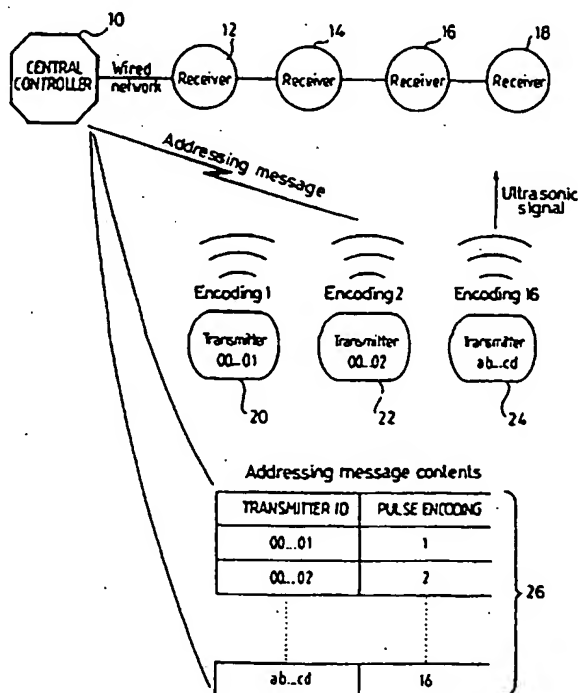 10
12
14
16
18
CENTRAL
CONTROLLER
Wired
network
Receiver
Receiver
Receiver
Receiver
Addressing message
Ultrasonic
signal
Encoding 1
Encoding 2
Encoding 16
Transmitter
00...01
Transmitter
00...02
Transmitter
ab...cd
20
22
24
Addressing message contents
TRANSMITTER ID PULSE ENCODING
00...01 1
00...02 2
26
ab...cd 16